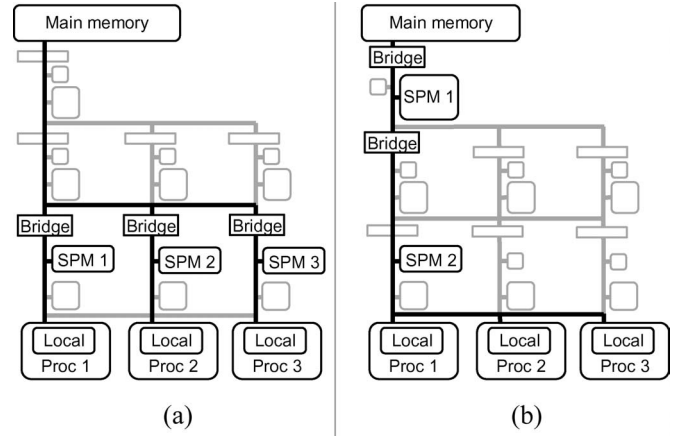 Main memory
Bridge Bridge Bridge
SPM 1 SPM 2 SPM 3
Local Local Local
Proc 1 Proc 2 Proc 3
(a)
Main memory
Bridge
SPM 1
Bridge
SPM 2
Local Local Local
Proc 1 Proc 2 Proc 3
(b)